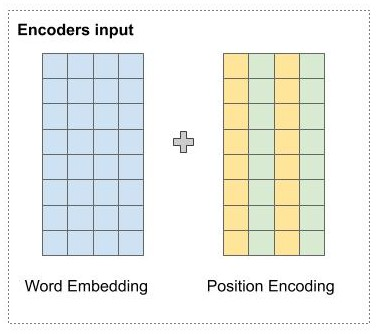 Encoders input
Word Embedding
Position Encoding